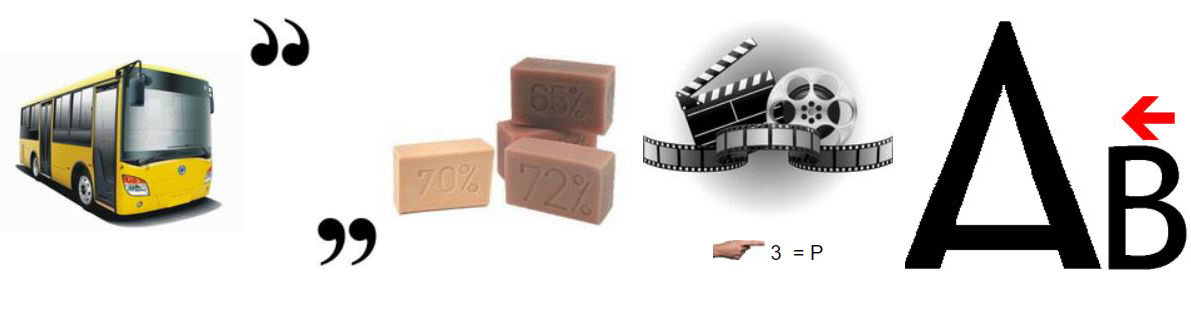 ,,
65%
70%
72%
,,
3 = Р
А
В